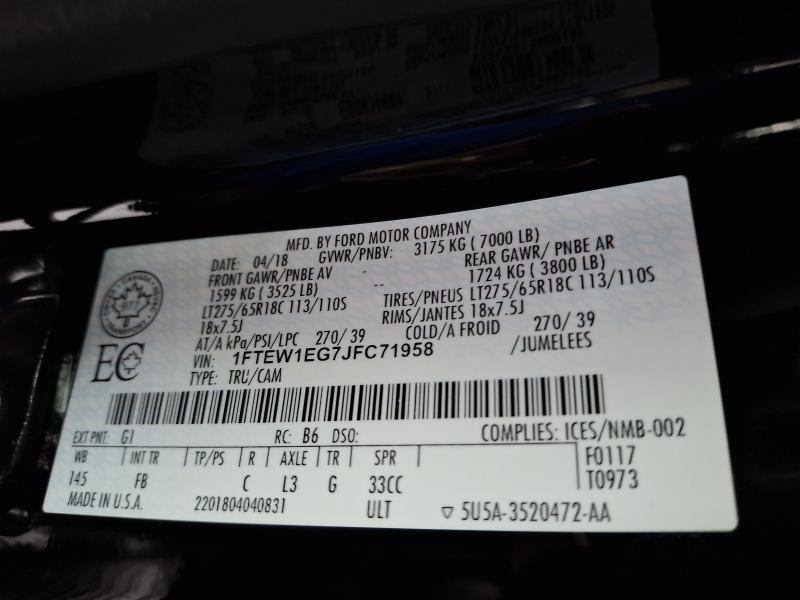 MFD. BY FORD MOTOR COMPANY
DATE: 04/18 GVWR/PNBV: 3175 KG ( 7000 LB)
FRONT GAWR/PNBE AV - REAR GAWR/ PNBE AR
1599 KG ( 3525 LB) -- 1724 KG ( 3800 LB)
LT275/65R18C 113/110S TIRES/PNEUS LT275/65R18C 113/110S
18x7.5J RIMS/JANTES 18x7.5J
AT/A kPa/PSI/LPC 270/ 39 COLD/A FROID 270/ 39
VIN: 1FTEW1EG7JFC71958 /JUMELEES
TYPE: TRU/CAM
EC
EXT PNT: G1 RC: B6 DSO: COMPLIES: ICES/NMB-002
WB INT TR TP/PS R AXLE TR SPR F0117
145 FB C L3 G 33CC T0973
MADE IN U.S.A. 2201804040831 ULT 5U5A-3520472-AA